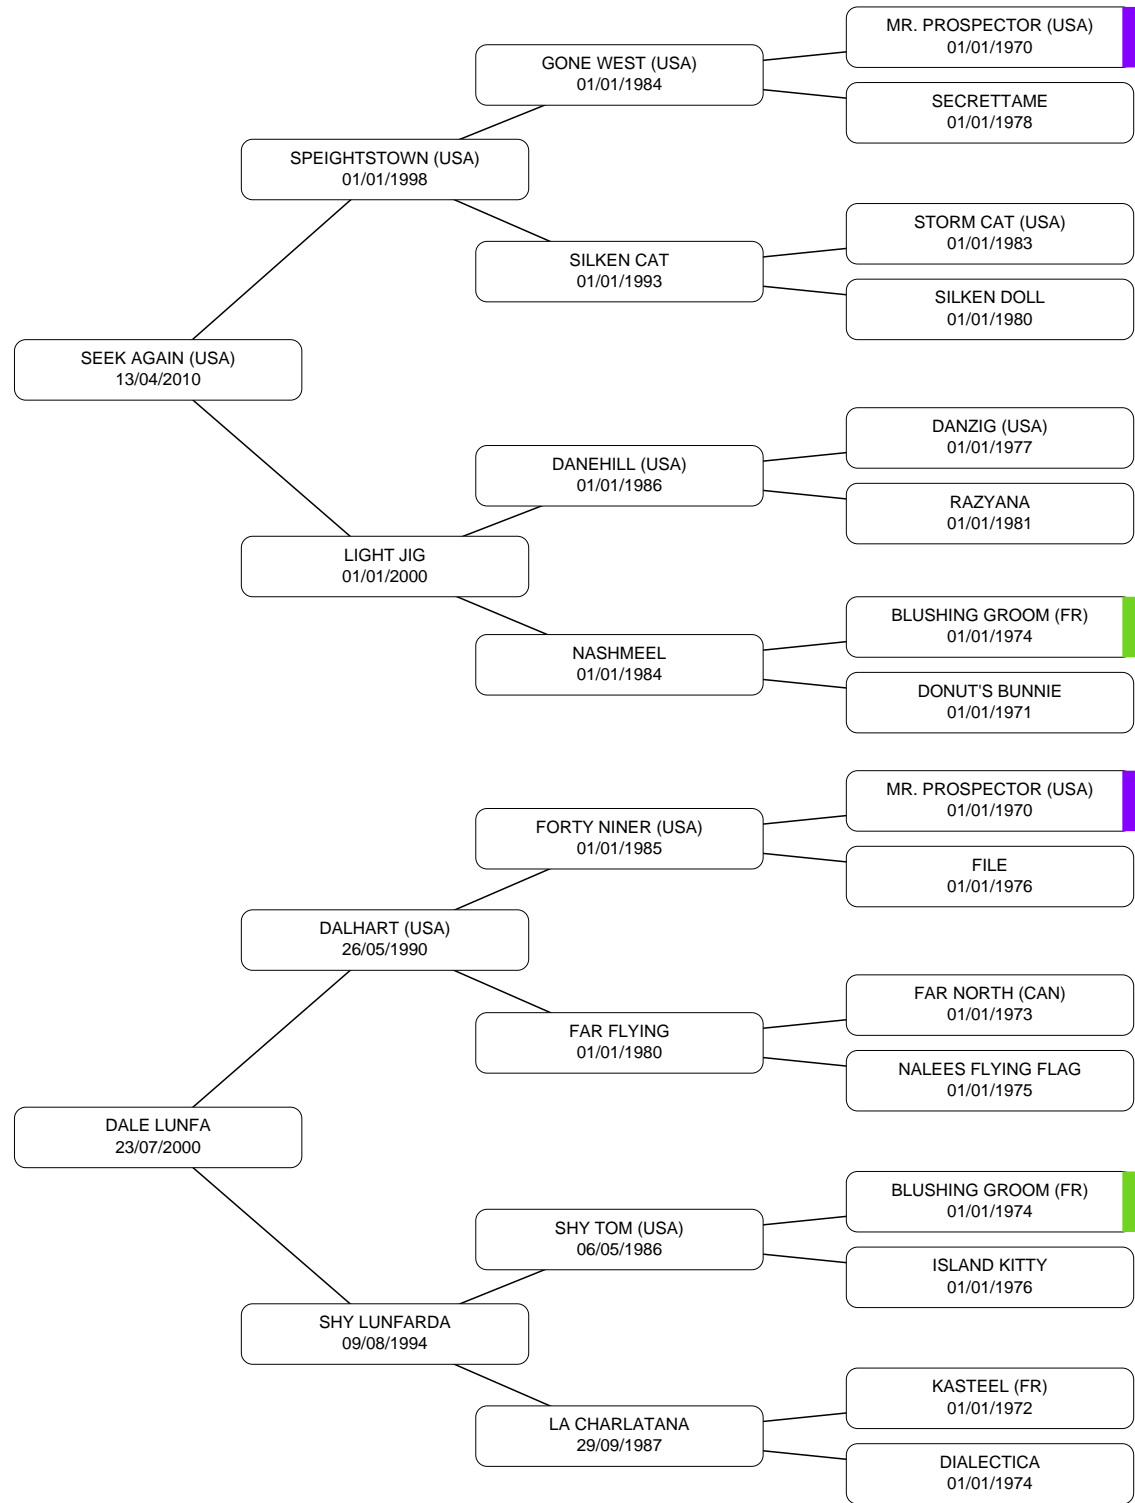 MR. PROSPECTOR (USA)
01/01/1970
GONE WEST (USA)
01/01/1984
SECRETTAME
01/01/1978
SPEIGHTSTOWN (USA)
01/01/1998
STORM CAT (USA)
01/01/1983
SILKEN CAT
01/01/1993
SILKEN DOLL
01/01/1980
SEEK AGAIN (USA)
13/04/2010
DANZIG (USA)
01/01/1977
DANEHILL (USA)
01/01/1986
RAZYANA
01/01/1981
LIGHT JIG
01/01/2000
BLUSHING GROOM (FR)
01/01/1974
NASHMEEL
01/01/1984
DONUT'S BUNNIE
01/01/1971
MR. PROSPECTOR (USA)
01/01/1970
FORTY NINER (USA)
01/01/1985
FILE
01/01/1976
DALHART (USA)
26/05/1990
FAR NORTH (CAN)
01/01/1973
FAR FLYING
01/01/1980
NALEES FLYING FLAG
01/01/1975
DALE LUNFA
23/07/2000
BLUSHING GROOM (FR)
01/01/1974
SHY TOM (USA)
06/05/1986
ISLAND KITTY
01/01/1976
SHY LUNFARDA
09/08/1994
KASTEEL (FR)
01/01/1972
LA CHARLATANA
29/09/1987
DIALECTICA
01/01/1974